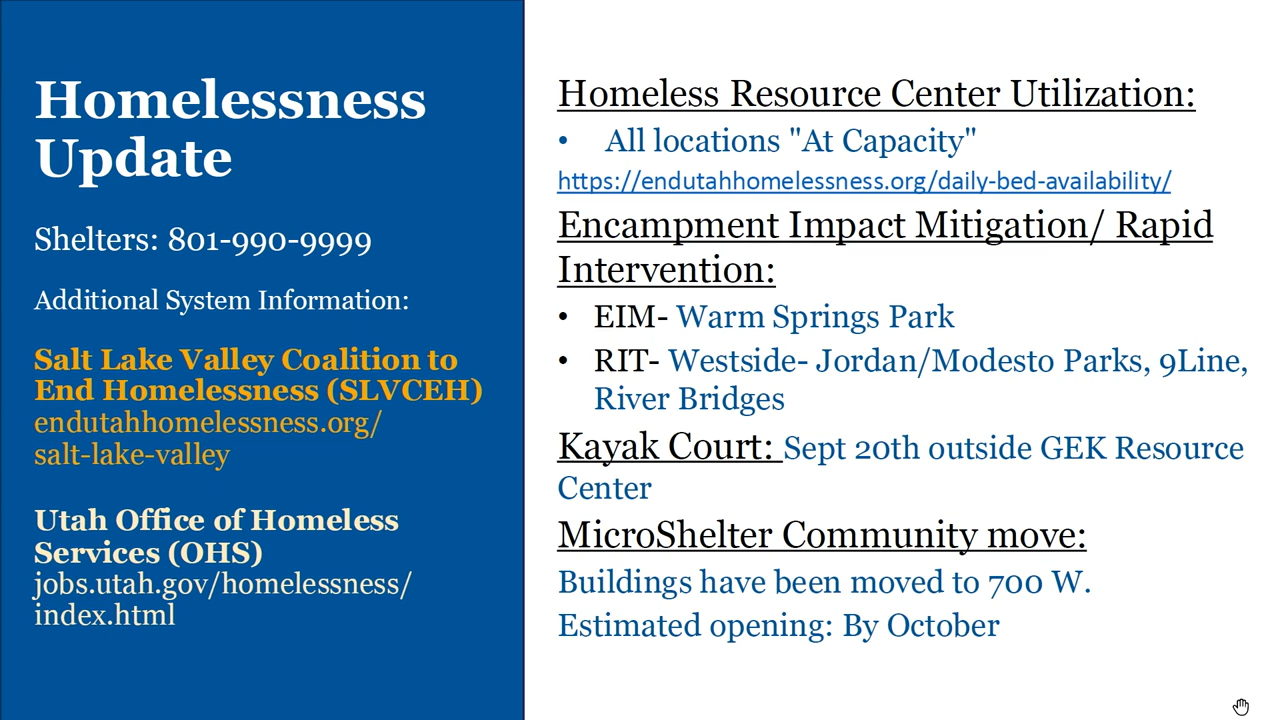 Homelessness
Update
Shelters: 801-990-9999
Additional System Information:
Salt Lake Valley Coalition to
End Homelessness (SLVCEH)
endutahhomelessness.org/
salt-lake-valley
Utah Office of Homeless
Services (OHS)
jobs.utah.gov/homelessness/
index.html
Homeless Resource Center Utilization:
• All locations "At Capacity"
https://endutahhomelessness.org/daily-bed-availability/
Encampment Impact Mitigation/ Rapid
Intervention:
• EIM- Warm Springs Park
• RIT- Westside- Jordan/Modesto Parks, 9Line,
River Bridges
Kayak Court: Sept 20th outside GEK Resource
Center
MicroShelter Community move:
Buildings have been moved to 700 W.
Estimated opening: By October